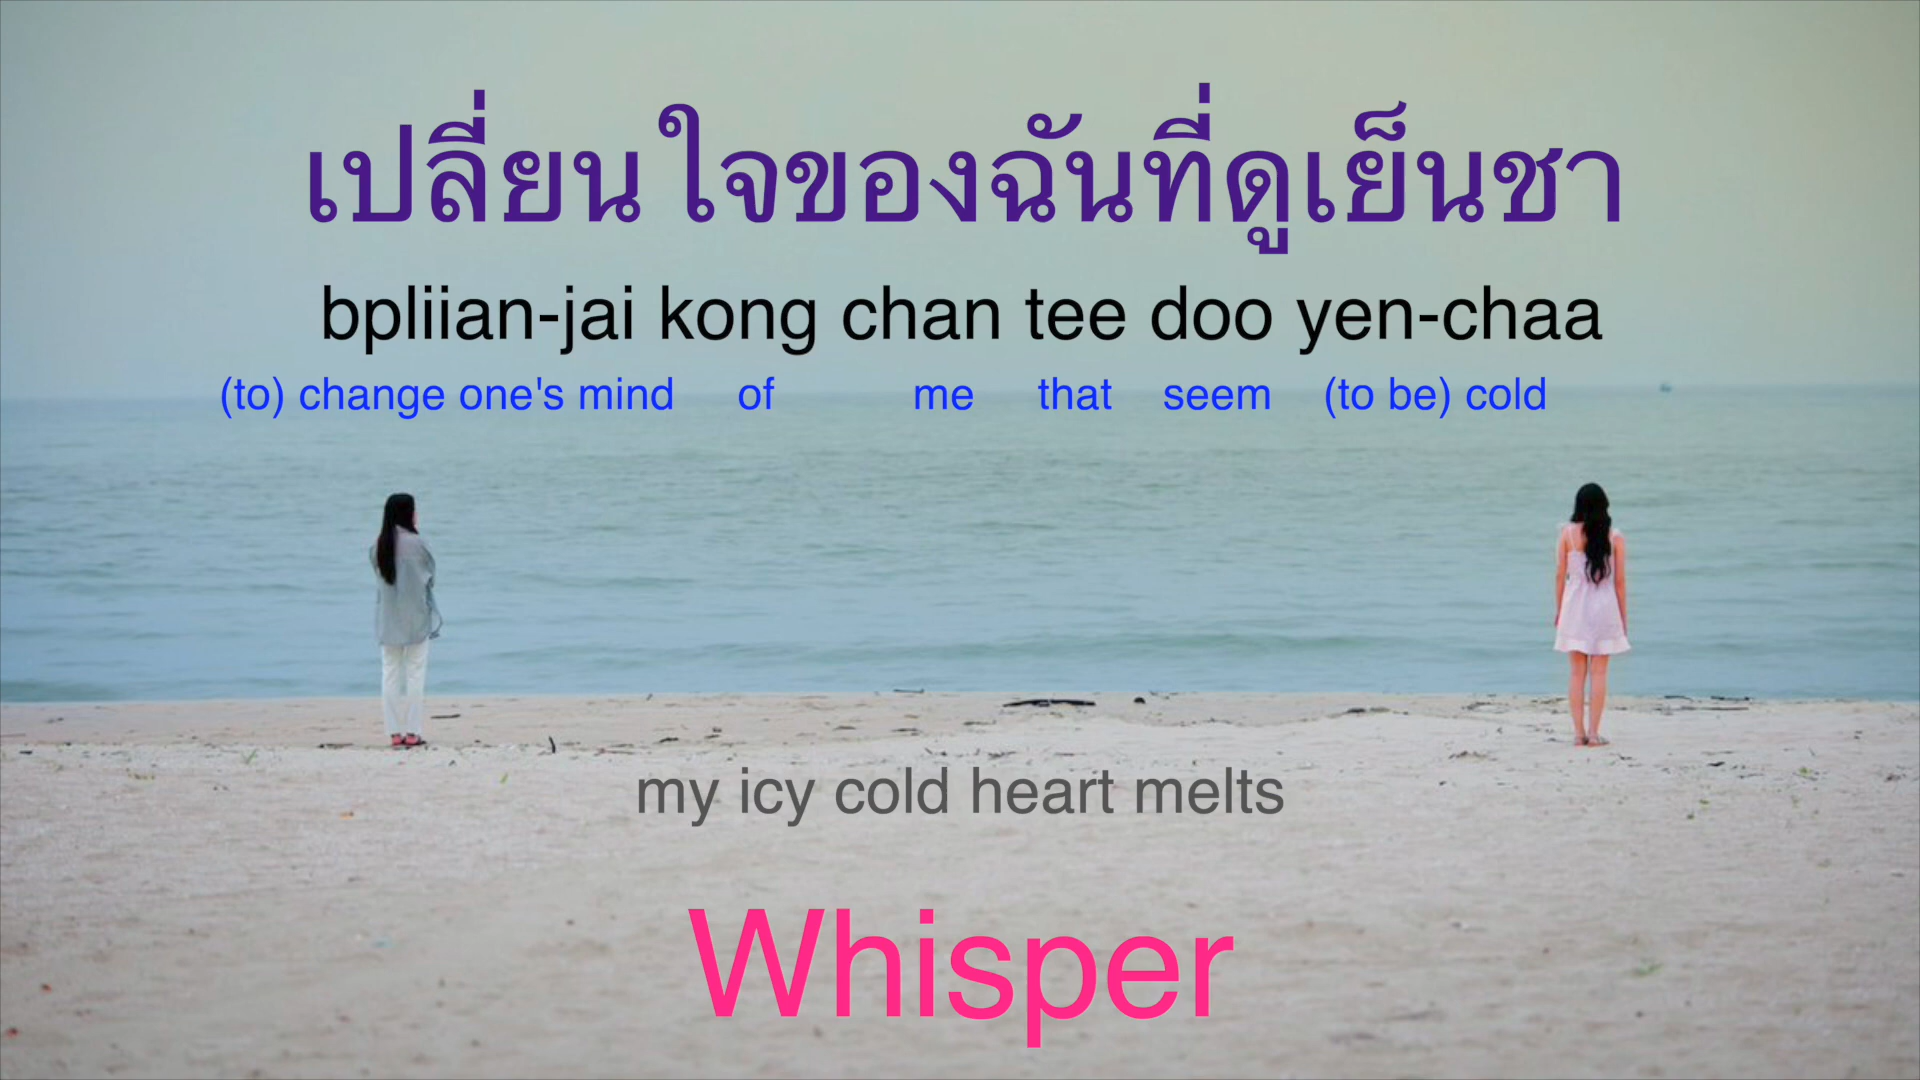 เปลี่ยนใจของฉันที่ดูเย็นชา
bpliian-jai kong chan tee doo yen-chaa
(to) change one's mind of me that seem (to be) cold
my icy cold heart melts
Whisper